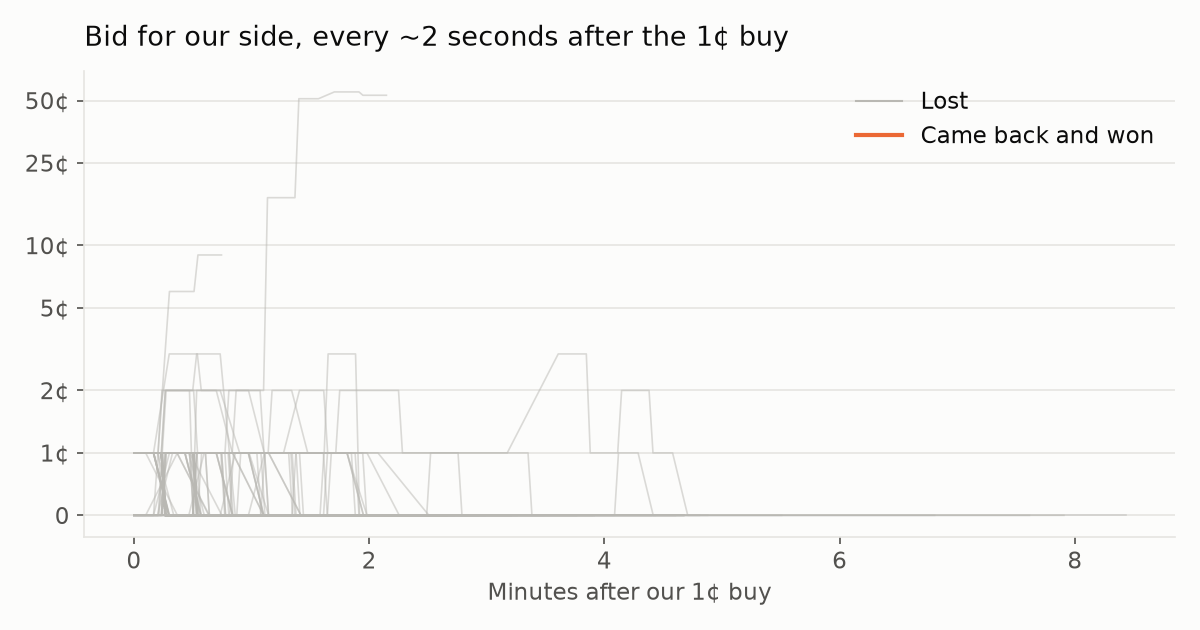 Bid for our side, every ~2 seconds after the 1¢ buy
50¢
25¢
10¢
5¢
2¢
1¢
0
Lost
Came back and won
0 2 4 6 8
Minutes after our 1¢ buy